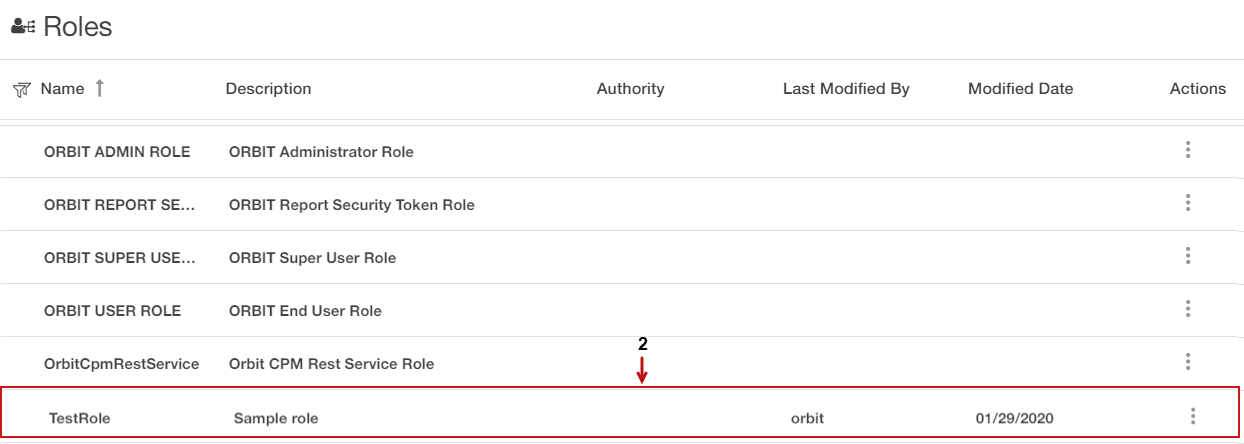 Roles
Name Description Authority Last Modified By Modified Date Actions
ORBIT ADMIN ROLE ORBIT Administrator Role
ORBIT REPORT SE... ORBIT Report Security Token Role
ORBIT SUPER USE... ORBIT Super User Role
ORBIT USER ROLE ORBIT End User Role
OrbitCpmRestService Orbit CPM Rest Service Role
2
TestRole Sample role orbit 01/29/2020